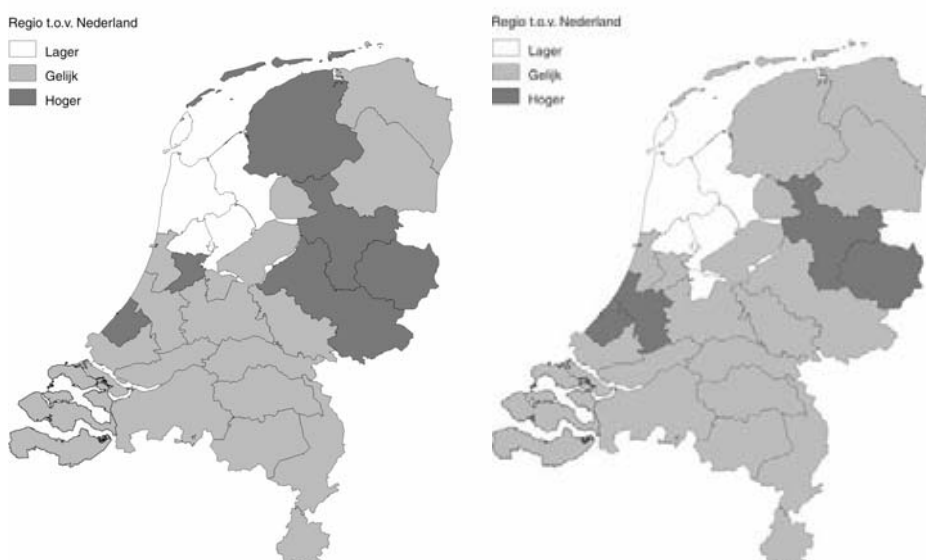 Regio t.o.v. Nederland
Lager
Gelijk
Hoger
Regio t.o.v. Nederland
Lager
Gelijk
Hoger